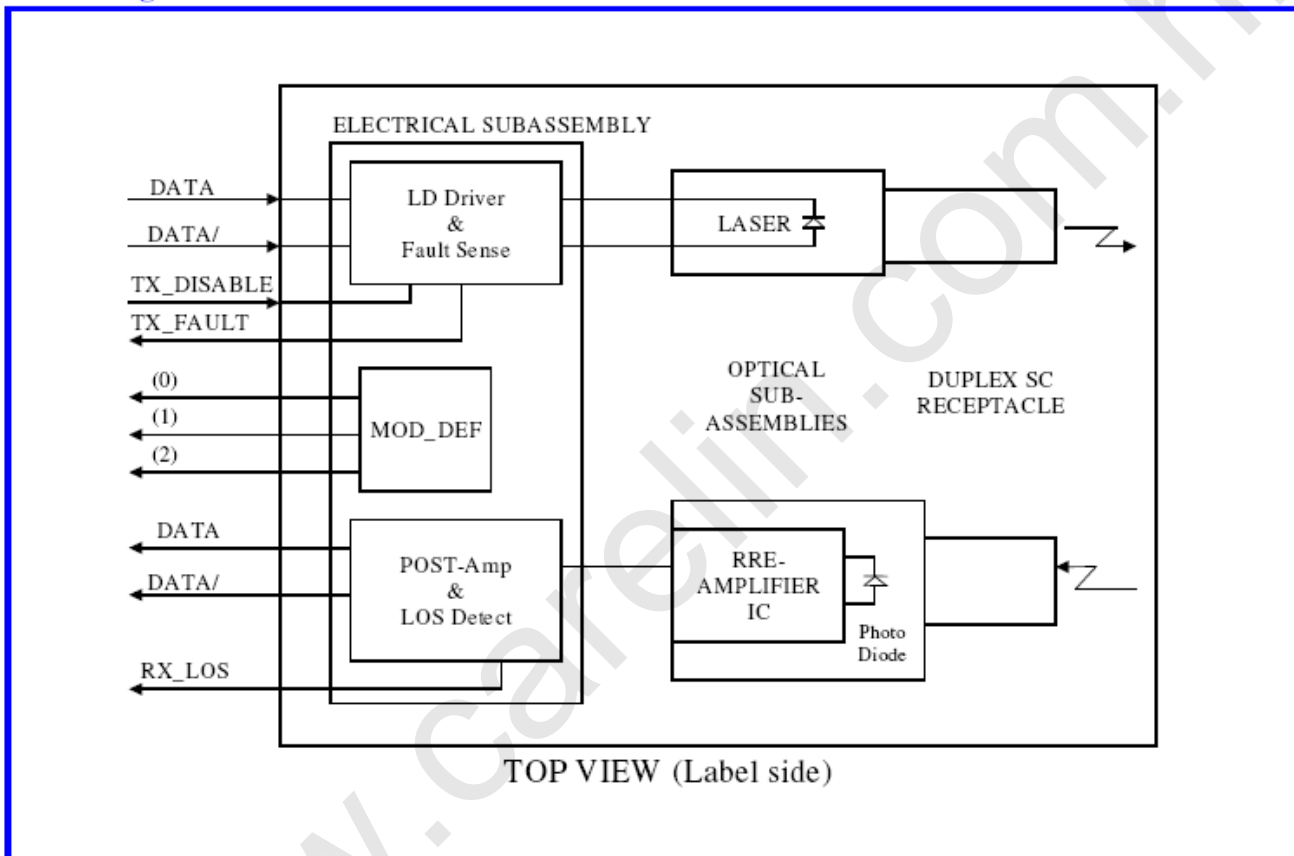 ELECTRICAL SUBASSEMBLY
DATA
DATA/
TX_DISABLE
TX_FAULT
LD Driver
&
Fault Sense
LASER
(0)
(1)
(2)
MOD_DEF
OPTICAL
SUB-
ASSEMBLIES
DUPLEX SC
RECEPTACLE
DATA
DATA/
RX_LOS
POST-Amp
&
LOS Detect
RRE-
AMPLIFIER
IC
Photo
Diode
TOP VIEW (Label side)